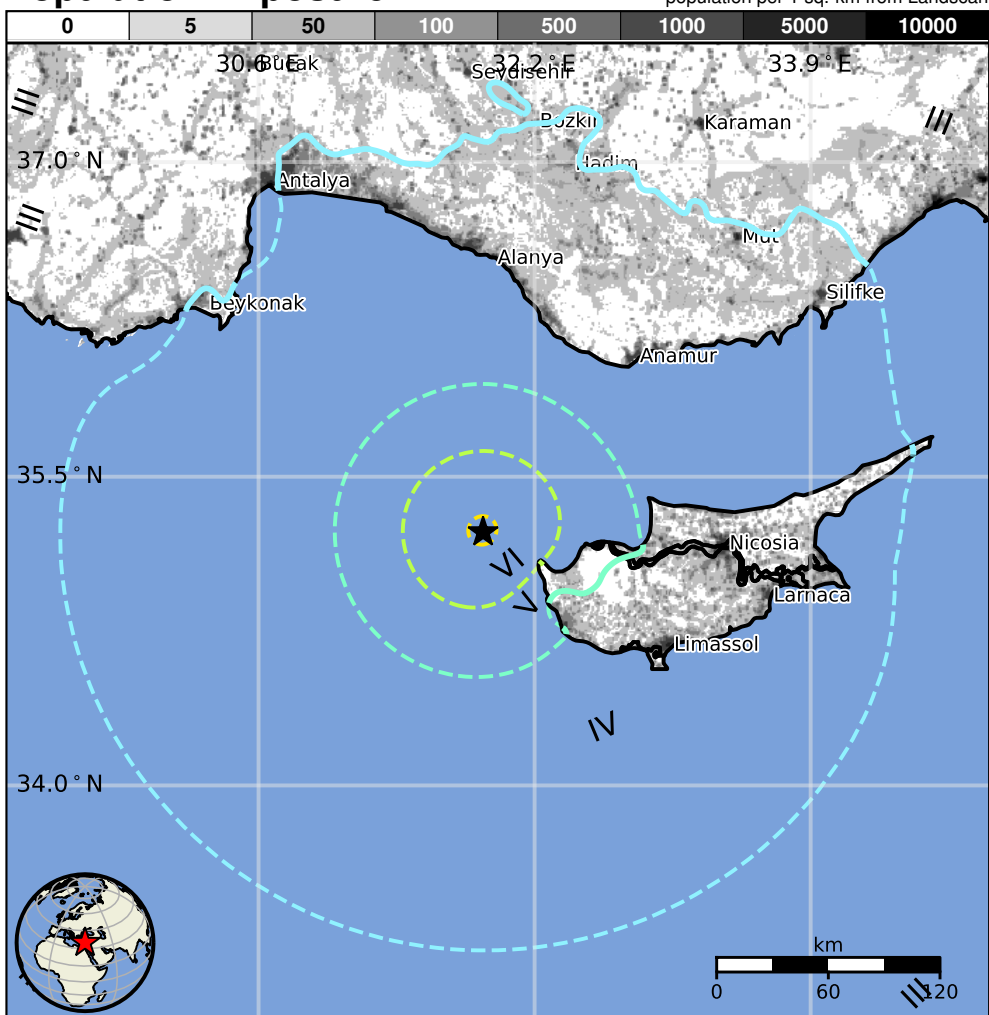 population per 1 sq. km from Landscan
0 5 50 100 500 1000 5000 10000
30.6°E 32.2°E 33.9°E
Bucak
Seydisehir
Bozkir
Karaman
III
III
37.0°N
Hadim
Antalya
III
Mut
Alanya
Silifke
Beykonak
Anamur
35.5°N
Nicosia
VI
V
Larnaca
Limassol
IV
34.0°N
km
0 60 120
III